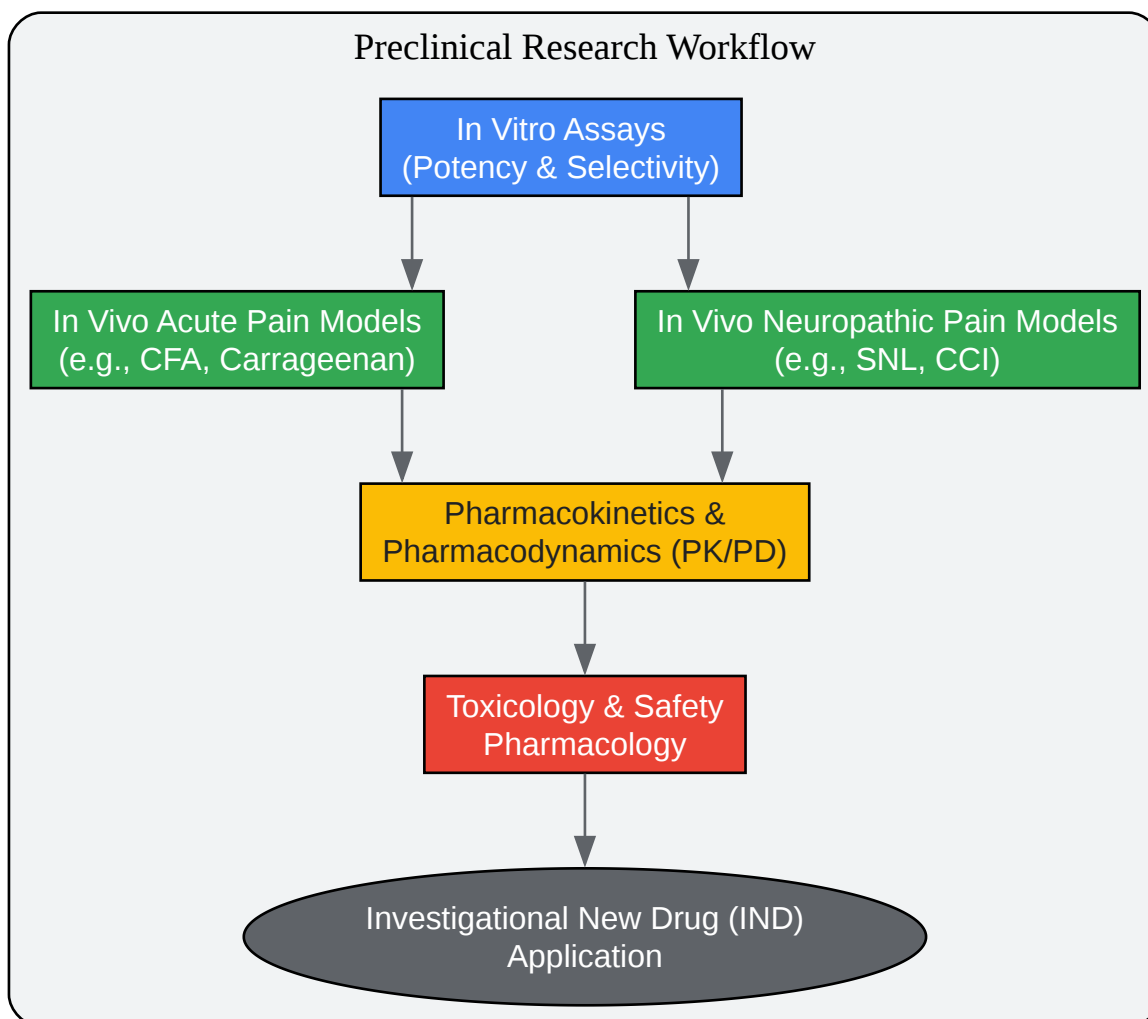 Preclinical Research Workflow
In Vitro Assays
(Potency & Selectivity)
In Vivo Acute Pain Models
(e.g., CFA, Carrageenan)
In Vivo Neuropathic Pain Models
(e.g., SNL, CCI)
Pharmacokinetics &
Pharmacodynamics (PK/PD)
Toxicology & Safety
Pharmacology
Investigational New Drug (IND)
Application